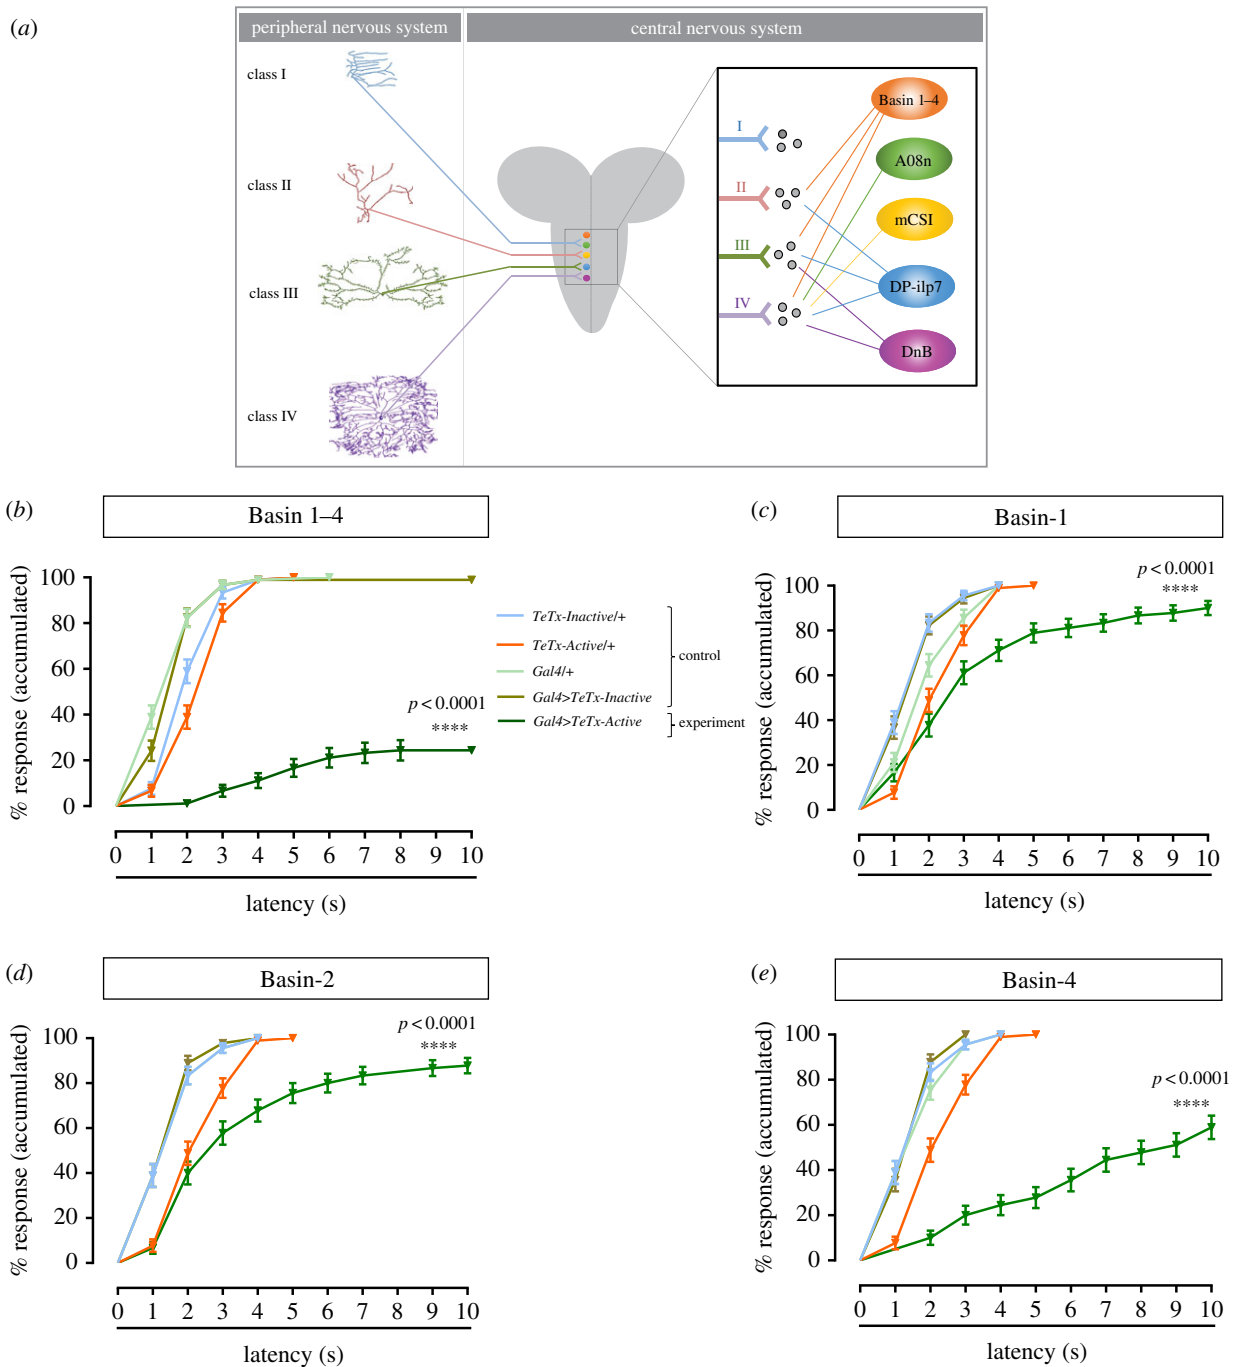 (a)
peripheral nervous system
central nervous system
class I
class II
class III
class IV
I
II
III
IV
Basin 1–4
A08n
mCSI
DP-ilp7
DnB
(b)
Basin 1–4
% response (accumulated)
100
80
60
40
20
0
p < 0.0001
****
0 1 2 3 4 5 6 7 8 9 10
latency (s)
TeTx-Inactive/+
TeTx-Active/+
Gal4/+
Gal4>TeTx-Inactive
Gal4>TeTx-Active
control
experiment
(c)
Basin-1
% response (accumulated)
100
80
60
40
20
0
p < 0.0001
****
0 1 2 3 4 5 6 7 8 9 10
latency (s)
(d)
Basin-2
% response (accumulated)
100
80
60
40
20
0
p < 0.0001
****
0 1 2 3 4 5 6 7 8 9 10
latency (s)
(e)
Basin-4
% response (accumulated)
100
80
60
40
20
0
p < 0.0001
****
0 1 2 3 4 5 6 7 8 9 10
latency (s)